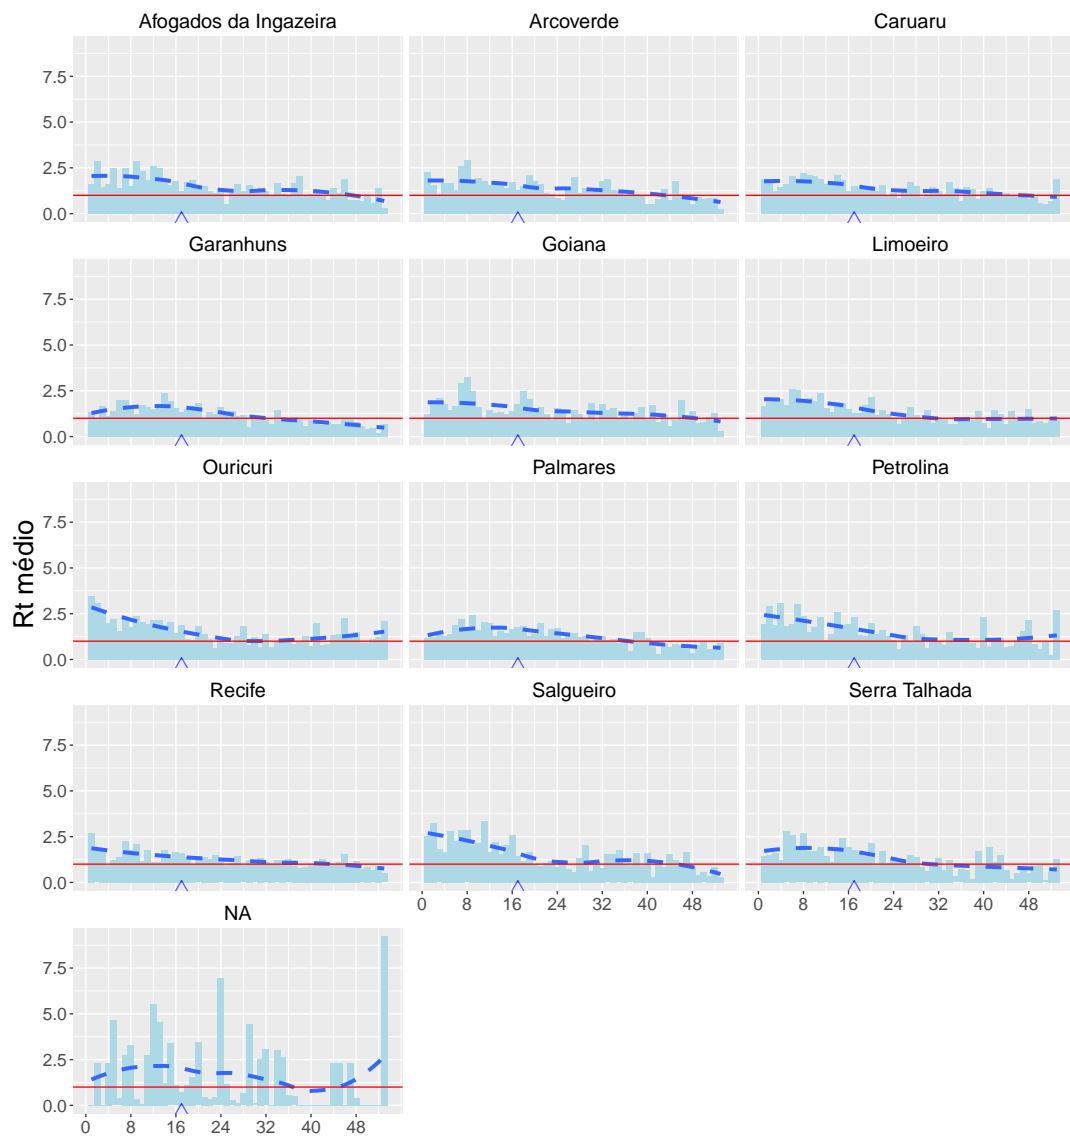 Afogados da Ingazeira Arcoverde Caruaru
7.5
5.0
2.5
0.0
Garanhuns Goiana Limoeiro
7.5
5.0
2.5
0.0
Ouricuri Palmares Petrolina
7.5
5.0
2.5
0.0
Rt médio
Recife Salgueiro Serra Talhada
7.5
5.0
2.5
0.0
0 8 16 24 32 40 48 0 8 16 24 32 40 48
NA
7.5
5.0
2.5
0.0
0 8 16 24 32 40 48